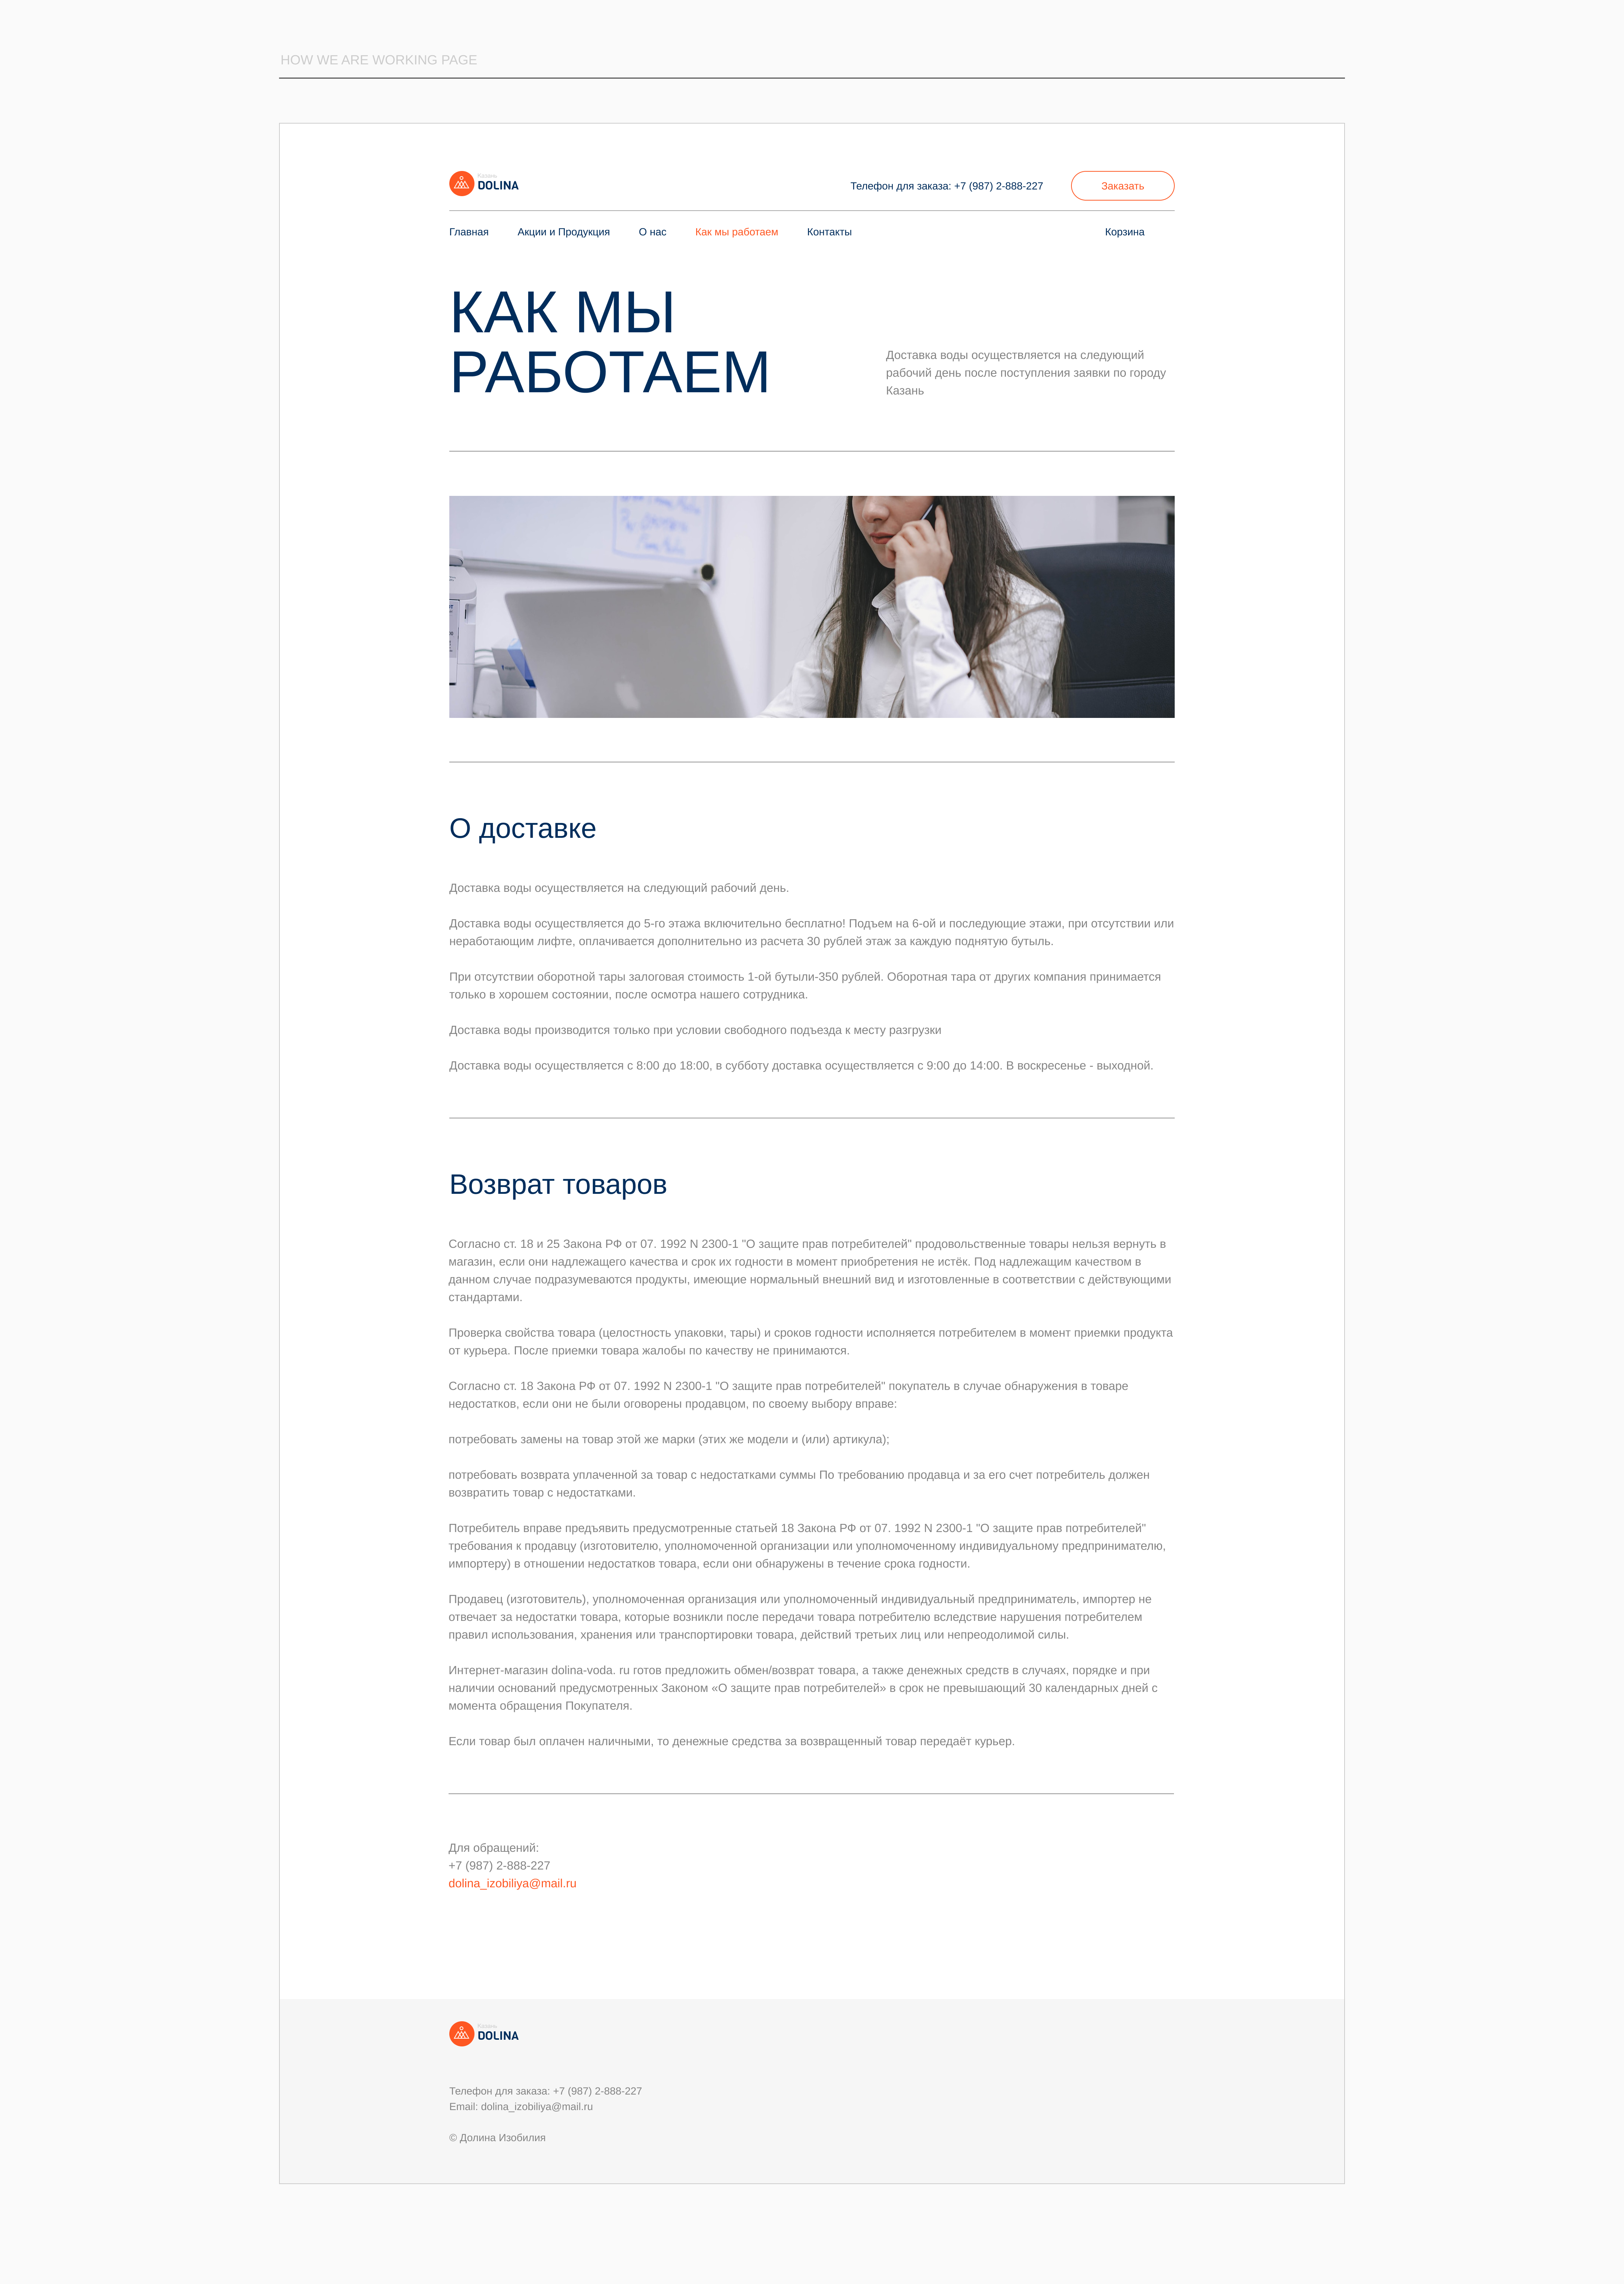 HOW WE ARE WORKING PAGE
Казань
DOLINA
Телефон для заказа: +7 (987) 2-888-227
Заказать
Главная
Акции и Продукция
О нас
Как мы работаем
Контакты
Корзина
КАК МЫ
РАБОТАЕМ
Доставка воды осуществляется на следующий
рабочий день после поступления заявки по городу
Казань
О доставке
Доставка воды осуществляется на следующий рабочий день.
Доставка воды осуществляется до 5-го этажа включительно бесплатно! Подъем на 6-ой и последующие этажи, при отсутствии или
неработающим лифте, оплачивается дополнительно из расчета 30 рублей этаж за каждую поднятую бутыль.
При отсутствии оборотной тары залоговая стоимость 1-ой бутыли-350 рублей. Оборотная тара от других компания принимается
только в хорошем состоянии, после осмотра нашего сотрудника.
Доставка воды производится только при условии свободного подъезда к месту разгрузки
Доставка воды осуществляется с 8:00 до 18:00, в субботу доставка осуществляется с 9:00 до 14:00. В воскресенье - выходной.
Возврат товаров
Согласно ст. 18 и 25 Закона РФ от 07. 1992 N 2300-1 "О защите прав потребителей" продовольственные товары нельзя вернуть в
магазин, если они надлежащего качества и срок их годности в момент приобретения не истёк. Под надлежащим качеством в
данном случае подразумеваются продукты, имеющие нормальный внешний вид и изготовленные в соответствии с действующими
стандартами.
Проверка свойства товара (целостность упаковки, тары) и сроков годности исполняется потребителем в момент приемки продукта
от курьера. После приемки товара жалобы по качеству не принимаются.
Согласно ст. 18 Закона РФ от 07. 1992 N 2300-1 "О защите прав потребителей" покупатель в случае обнаружения в товаре
недостатков, если они не были оговорены продавцом, по своему выбору вправе:
потребовать замены на товар этой же марки (этих же модели и (или) артикула);
потребовать возврата уплаченной за товар с недостатками суммы По требованию продавца и за его счет потребитель должен
возвратить товар с недостатками.
Потребитель вправе предъявить предусмотренные статьей 18 Закона РФ от 07. 1992 N 2300-1 "О защите прав потребителей"
требования к продавцу (изготовителю, уполномоченной организации или уполномоченному индивидуальному предпринимателю,
импортеру) в отношении недостатков товара, если они обнаружены в течение срока годности.
Продавец (изготовитель), уполномоченная организация или уполномоченный индивидуальный предприниматель, импортер не
отвечает за недостатки товара, которые возникли после передачи товара потребителю вследствие нарушения потребителем
правил использования, хранения или транспортировки товара, действий третьих лиц или непреодолимой силы.
Интернет-магазин dolina-voda. ru готов предложить обмен/возврат товара, а также денежных средств в случаях, порядке и при
наличии оснований предусмотренных Законом «О защите прав потребителей» в срок не превышающий 30 календарных дней с
момента обращения Покупателя.
Если товар был оплачен наличными, то денежные средства за возвращенный товар передаёт курьер.
Для обращений:
+7 (987) 2-888-227
dolina_izobiliya@mail.ru
Казань
DOLINA
Телефон для заказа: +7 (987) 2-888-227
Email: dolina_izobiliya@mail.ru
© Долина Изобилия